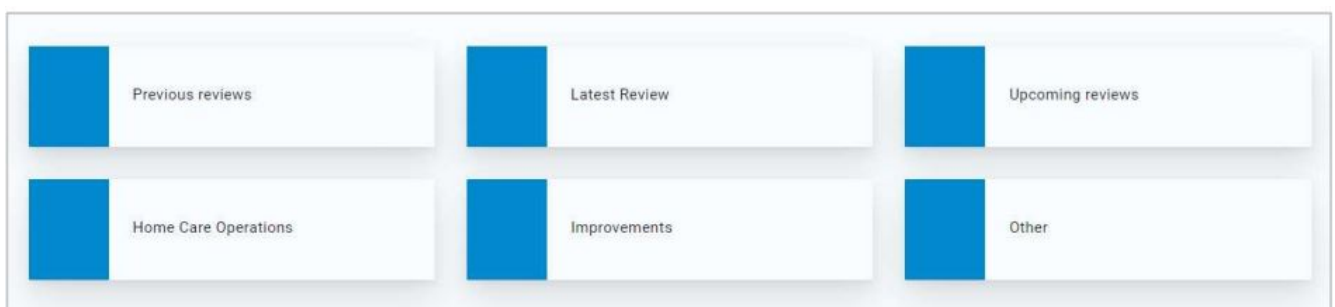 Previous reviews
Latest Review
Upcoming reviews
Home Care Operations
Improvements
Other